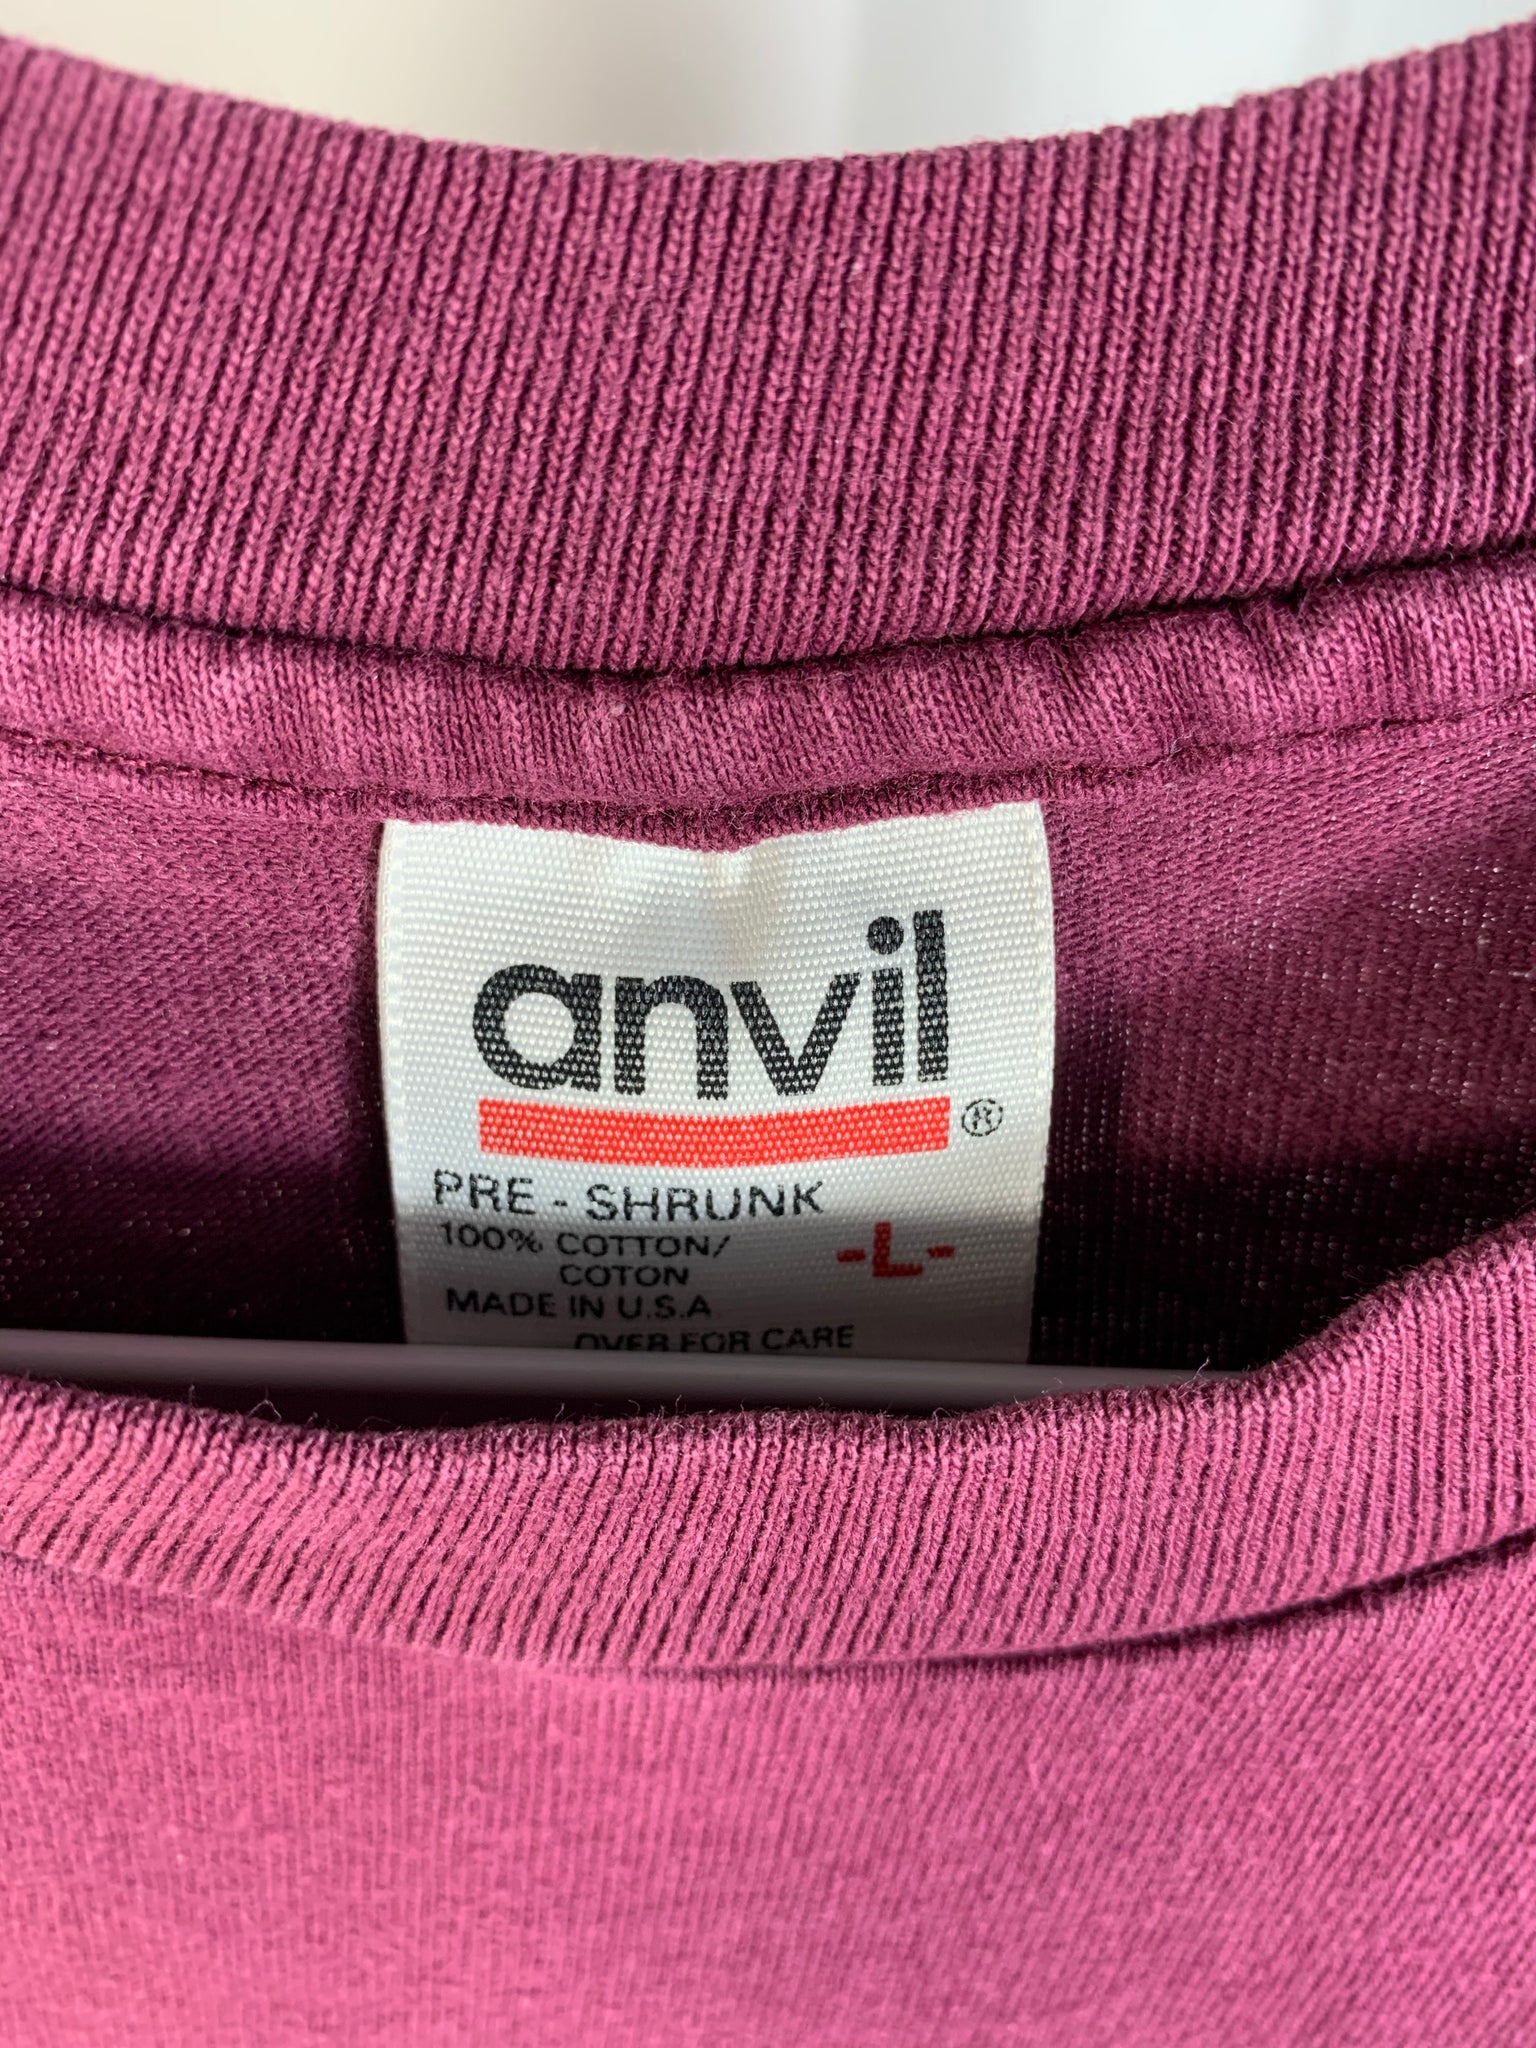 anvil
®
PRE - SHRUNK
100% COTTON/
COTON
-L-
MADE IN U.S.A
OVER FOR CARE